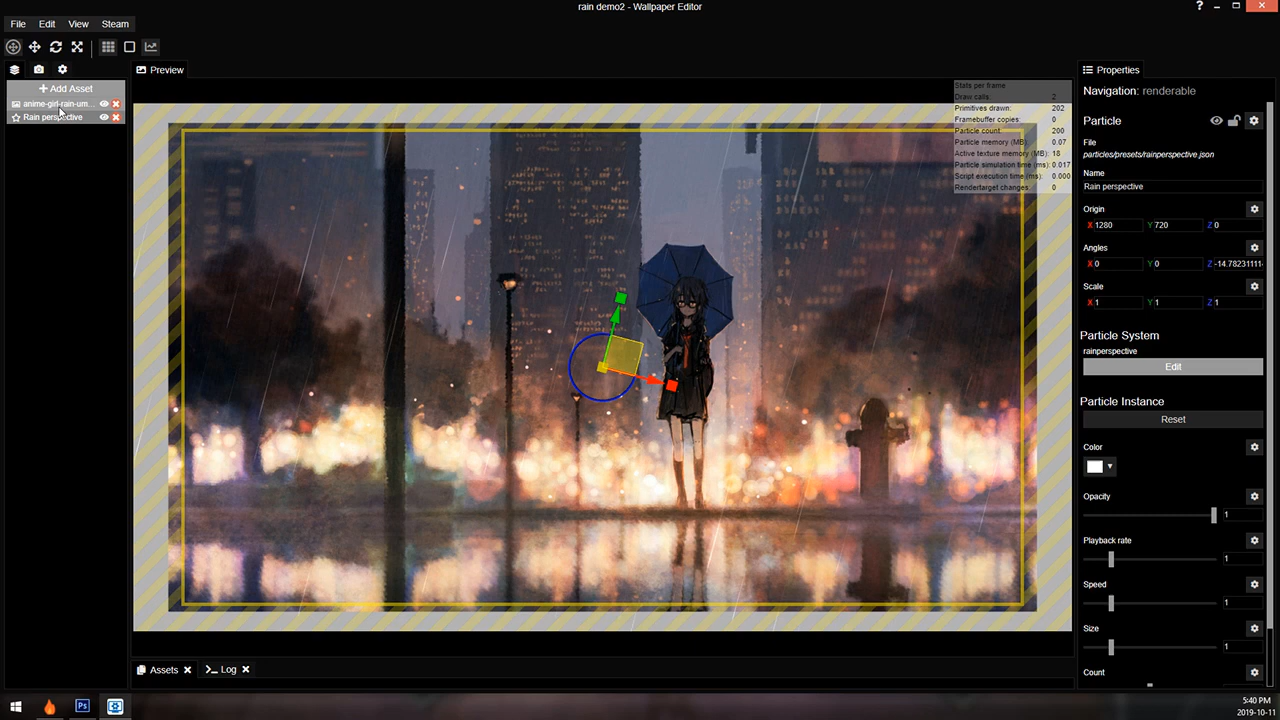 rain demo2 - Wallpaper Editor
?
File Edit View Steam
Preview
Properties
+ Add Asset
anime-girl-rain-um...
Rain perspective
Stats per frame
Draw calls: 2
Primitives drawn: 202
Framebuffer copies: 0
Particle count: 200
Particle memory (MB): 0.07
Active texture memory (MB): 18
Particle simulation time (ms): 0.017
Script execution time (ms): 0.000
Rendertarget changes: 0
Navigation: renderable
Particle
File
particles/presets/rainperspective.json
Name
Rain perspective
Origin
X 1280 Y 720 Z 0
Angles
X 0 Y 0 Z -14.78231111
Scale
X 1 Y 1 Z 1
Particle System
rainperspective
Edit
Particle Instance
Reset
Color
Opacity
1
Playback rate
1
Speed
1
Size
1
Count
Assets Log
Ps
5:40 PM
2019-10-11